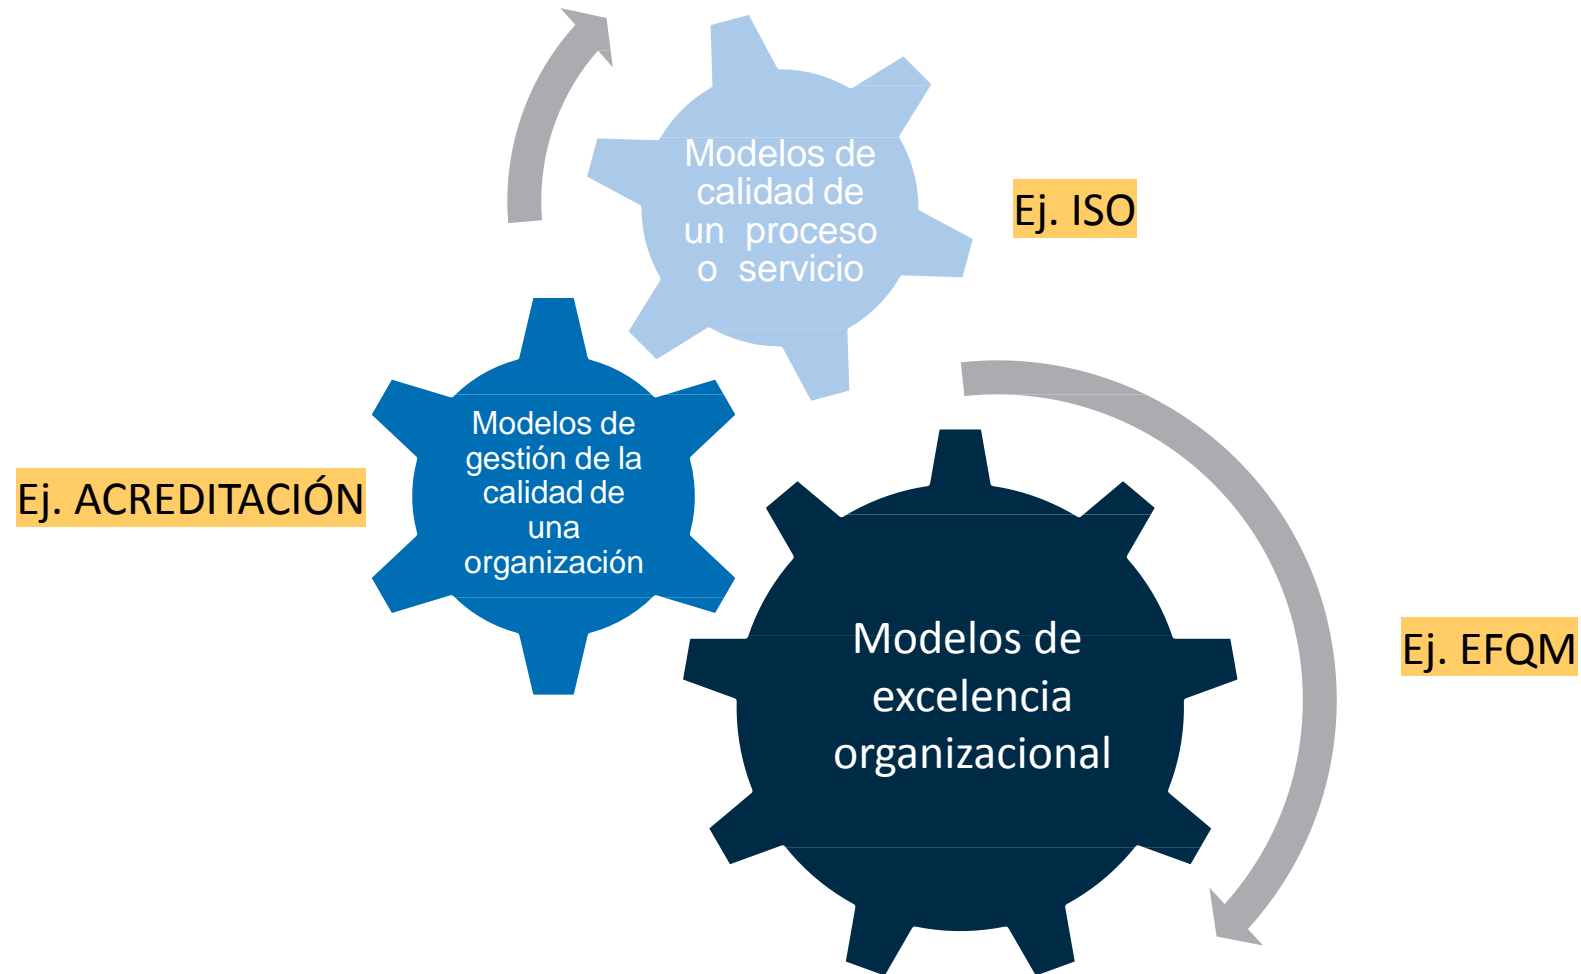 Modelos de
calidad de
un proceso
o servicio
Ej. ISO
Modelos de
gestión de la
calidad de
una
organización
Ej. ACREDITACIÓN
Modelos de
excelencia
organizacional
Ej. EFQM